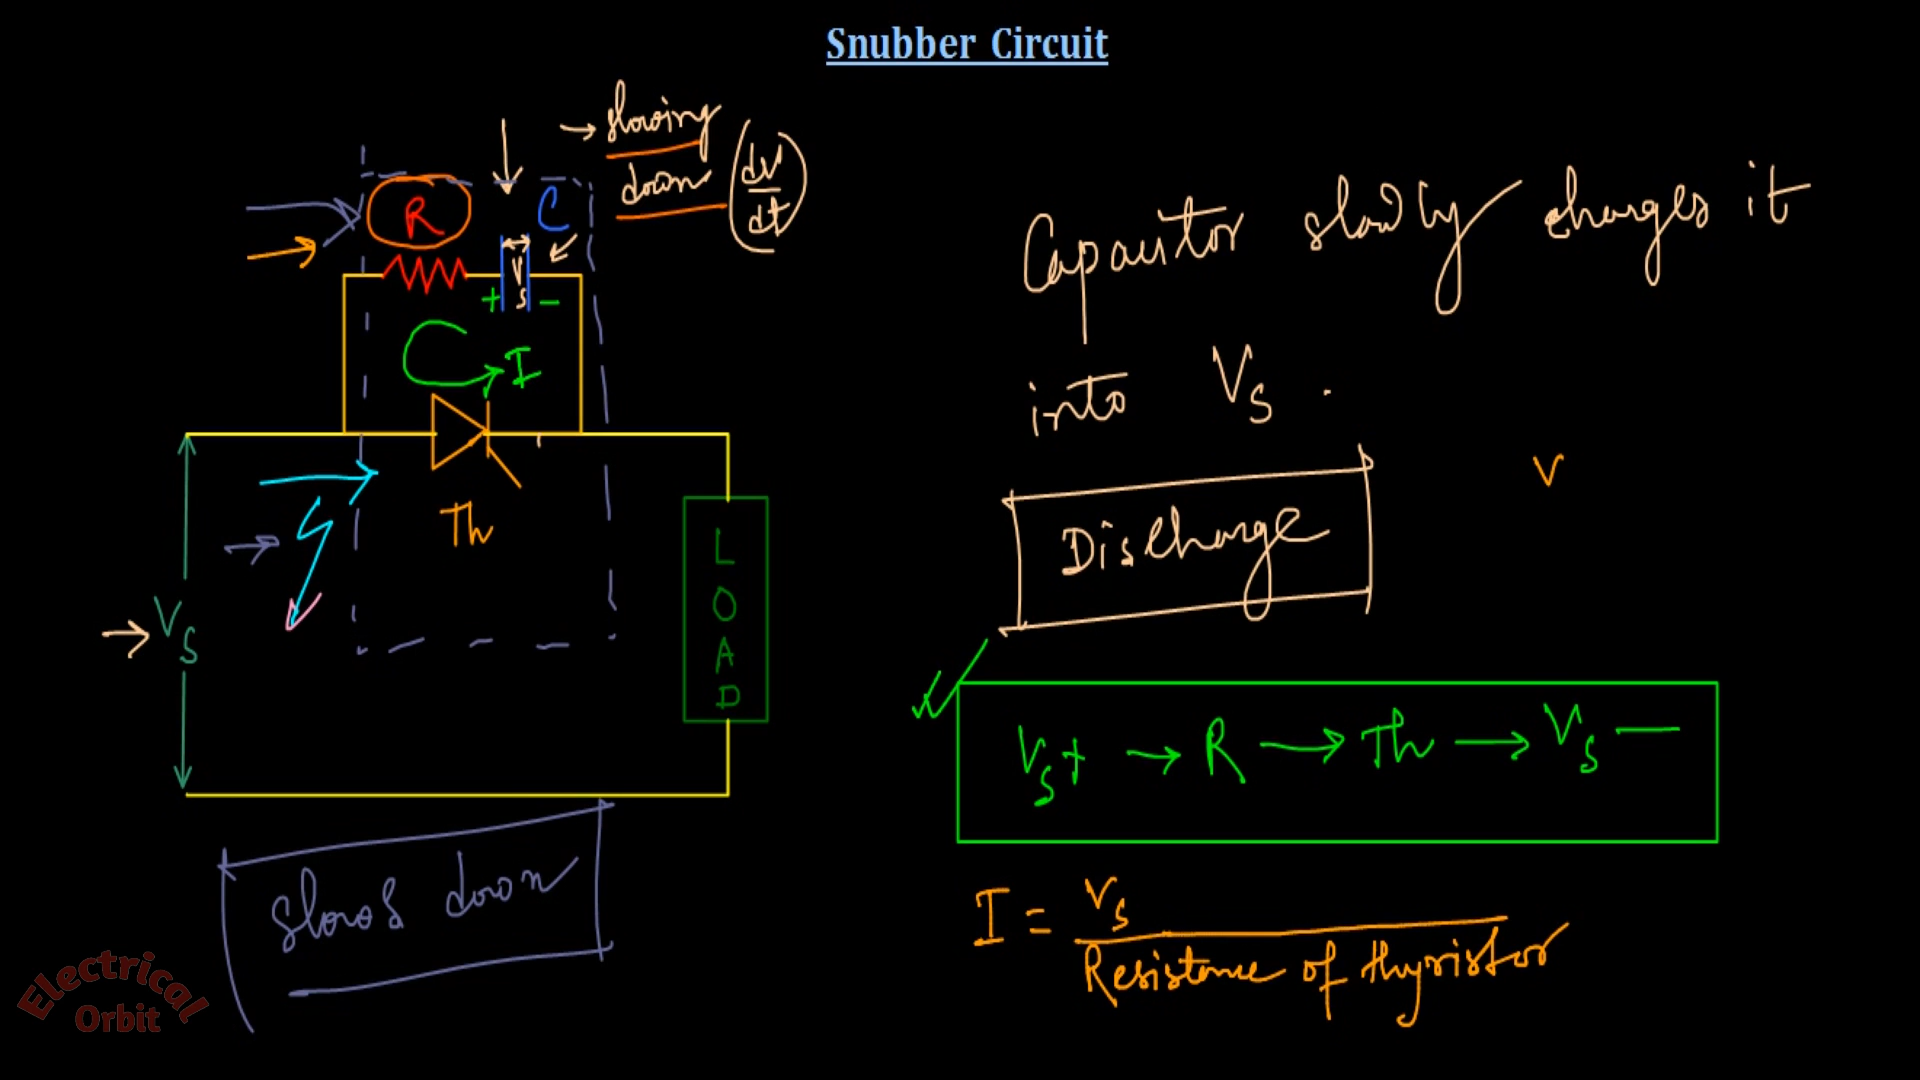 Snubber Circuit
→ slowing
down (dv/dt)
R
C
V
S
+ −
I
Th
VS
LOAD
slows down
Capacitor slowly charges it
into VS .
Discharge
V
VS+ → R → Th → VS −
I = VS / Resistance of thyristor
Electrical
Orbit